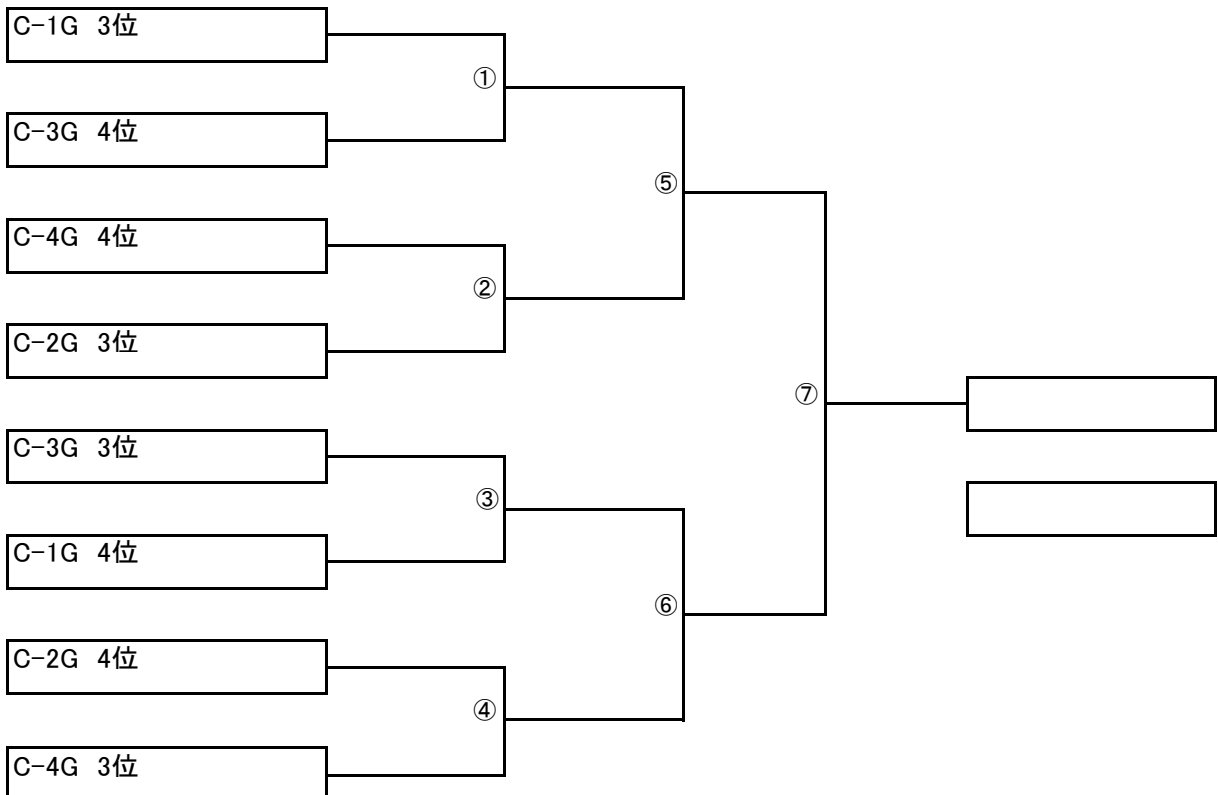 C-1G 3位
①
C-3G 4位
⑤
C-4G 4位
②
C-2G 3位
⑦
C-3G 3位
③
C-1G 4位
⑥
C-2G 4位
④
C-4G 3位